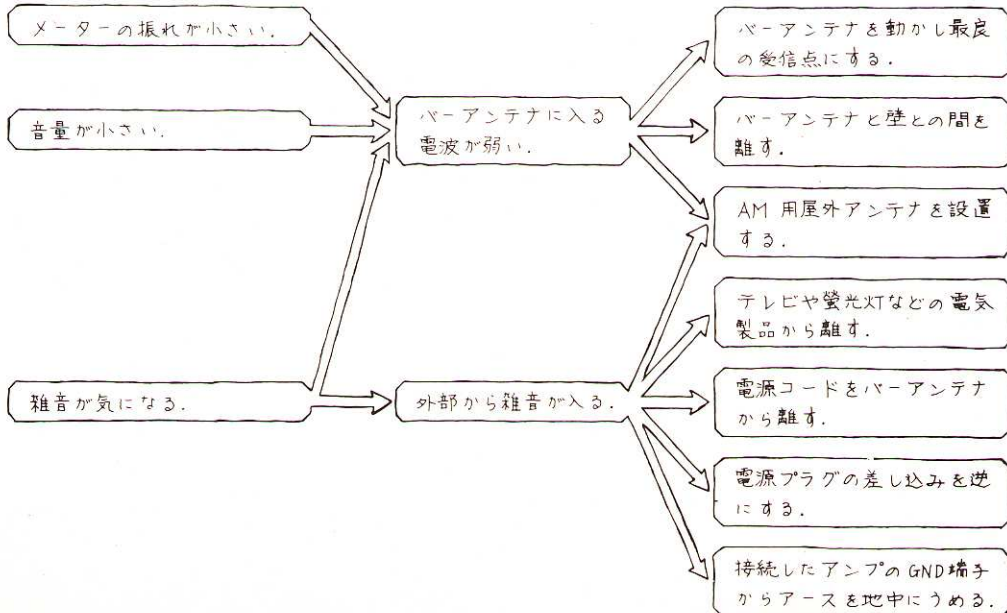 メーターの振れが小さい.
音量が小さい.
雑音が気になる.
バーアンテナに入る
電波が弱い.
外部から雑音が入る.
バーアンテナを動かし最良
の受信点にする.
バーアンテナと壁との間を
離す.
AM 用屋外アンテナを設置
する.
テレビや螢光灯などの電気
製品から離す.
電源コードをバーアンテナ
から離す.
電源プラグの差し込みを逆
にする.
接続したアンプのGND端子
からアースを地中にうめる.